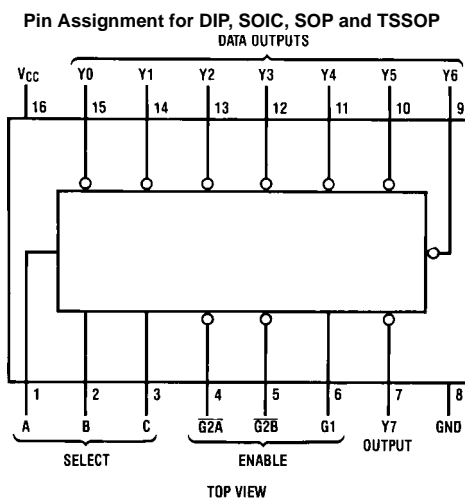 Pin Assignment for DIP, SOIC, SOP and TSSOP
DATA OUTPUTS
VCC Y0 Y1 Y2 Y3 Y4 Y5 Y6
16 15 14 13 12 11 10 9
1 2 3 4 5 6 7 8
A B C G2A G2B G1 Y7 GND
OUTPUT
SELECT ENABLE
TOP VIEW